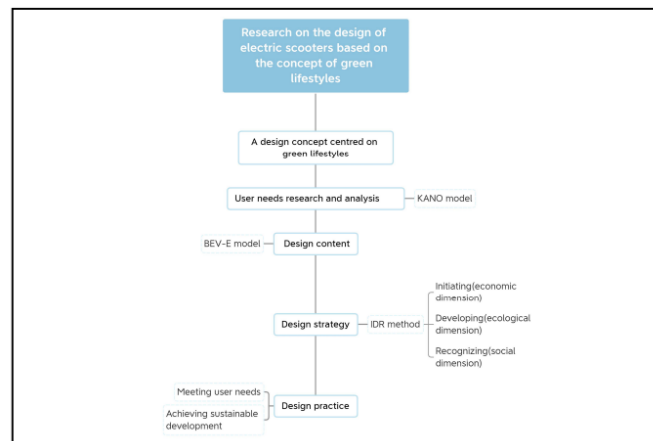 Research on the design of
electric scooters based on
the concept of green
lifestyles
A design concept centred on
green lifestyles
User needs research and analysis
KANO model
BEV-E model
Design content
Design strategy
IDR method
Initiating(economic
dimension)
Developing(ecological
dimension)
Recognizing(social
dimension)
Meeting user needs
Achieving sustainable
development
Design practice